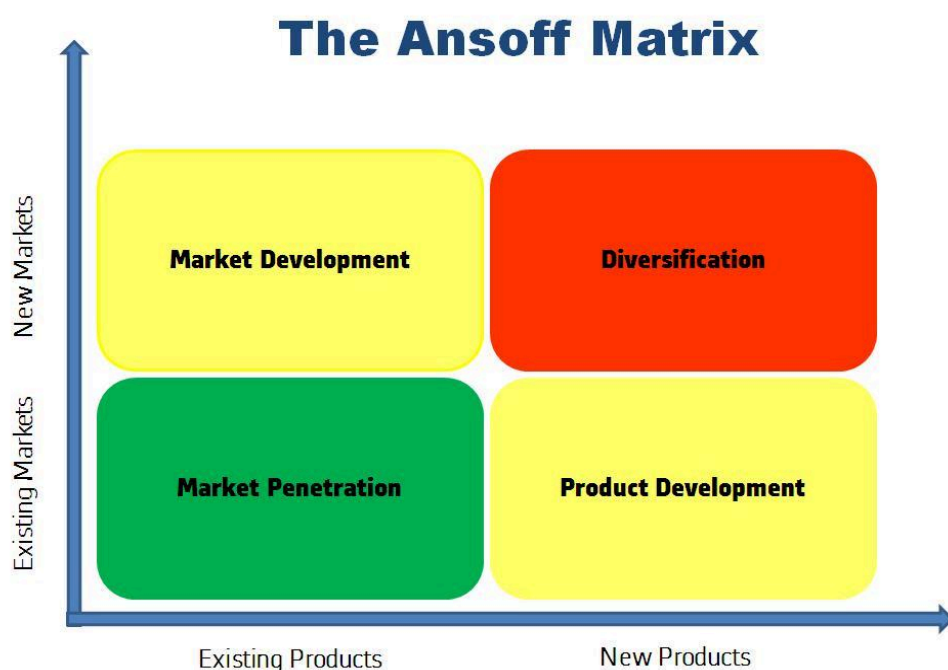 The Ansoff Matrix
New Markets
Market Development
Diversification
Existing Markets
Market Penetration
Product Development
Existing Products
New Products